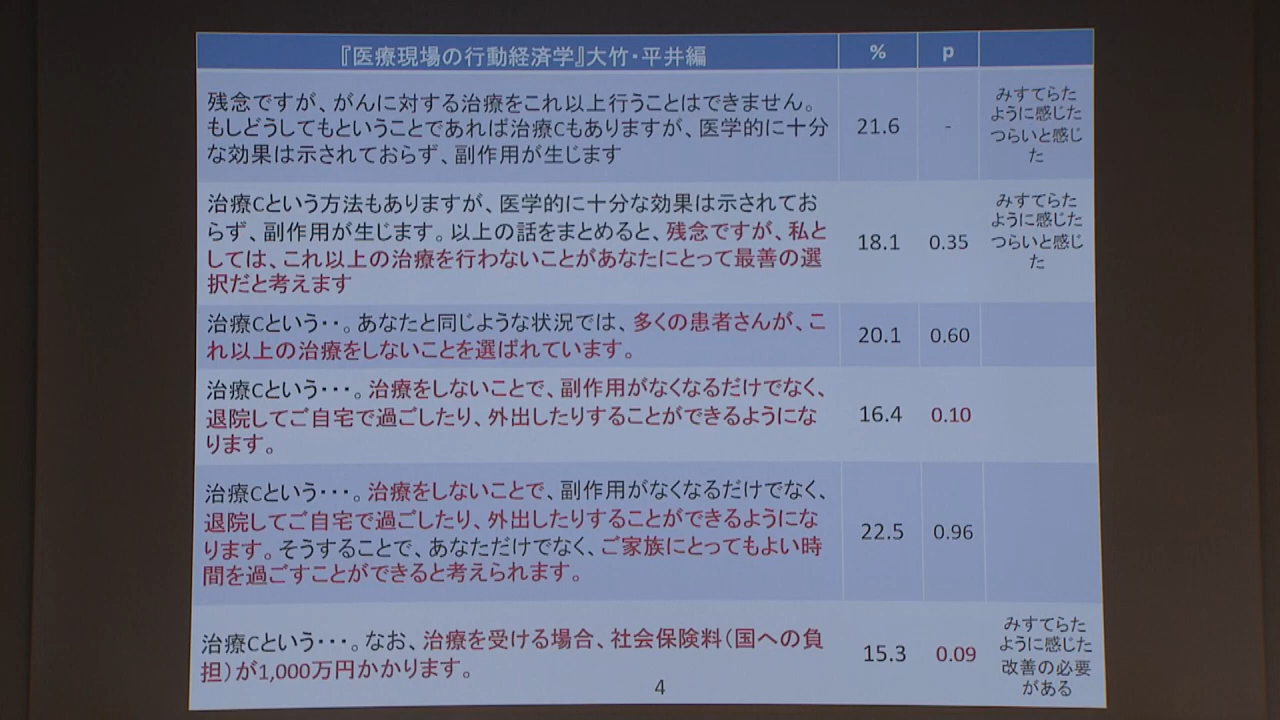 『医療現場の行動経済学』大竹・平井編 % p
残念ですが、がんに対する治療をこれ以上行うことはできません。
もしどうしてもということであれば治療Cもありますが、医学的に十分
な効果は示されておらず、副作用が生じます
21.6 -
みすてらた
ように感じた
つらいと感じ
た
治療Cという方法もありますが、医学的に十分な効果は示されてお
らず、副作用が生じます。以上の話をまとめると、残念ですが、私と
しては、これ以上の治療を行わないことがあなたにとって最善の選
択だと考えます
18.1 0.35
みすてらた
ように感じた
つらいと感じ
た
治療Cという・・。あなたと同じような状況では、多くの患者さんが、こ
れ以上の治療をしないことを選ばれています。
20.1 0.60
治療Cという・・・。治療をしないことで、副作用がなくなるだけでなく、
退院してご自宅で過ごしたり、外出したりすることができるようにな
ります。
16.4 0.10
治療Cという・・・。治療をしないことで、副作用がなくなるだけでなく、
退院してご自宅で過ごしたり、外出したりすることができるようにな
ります。そうすることで、あなただけでなく、ご家族にとってもよい時
間を過ごすことができると考えられます。
22.5 0.96
治療Cという・・・。なお、治療を受ける場合、社会保険料（国への負
担）が1,000万円かかります。
15.3 0.09
みすてらた
ように感じた
改善の必要
がある
4